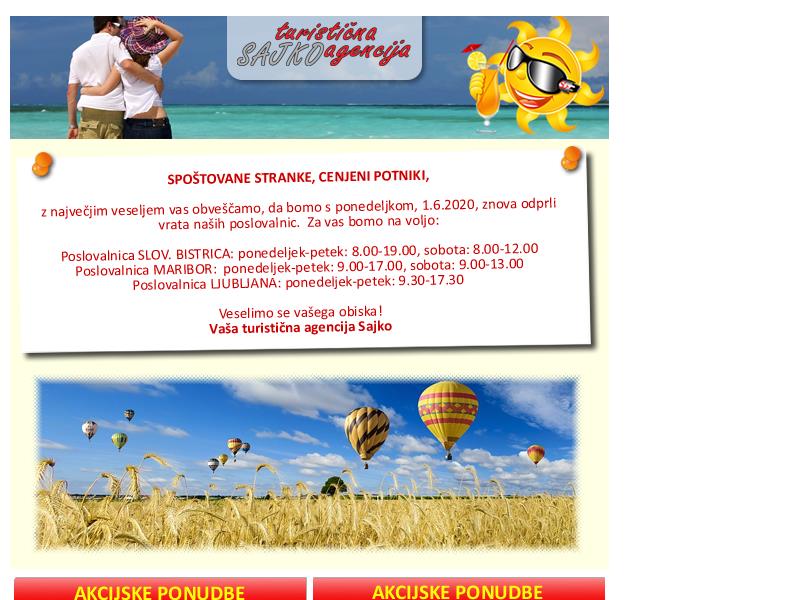 turistična
SAJKO agencija
SPOŠTOVANE STRANKE, CENJENI POTNIKI,
z največjim veseljem vas obveščamo, da bomo s ponedeljkom, 1.6.2020, znova odprli
vrata naših poslovalnic. Za vas bomo na voljo:
Poslovalnica SLOV. BISTRICA: ponedeljek-petek: 8.00-19.00, sobota: 8.00-12.00
Poslovalnica MARIBOR: ponedeljek-petek: 9.00-17.00, sobota: 9.00-13.00
Poslovalnica LJUBLJANA: ponedeljek-petek: 9.30-17.30
Veselimo se vašega obiska!
Vaša turistična agencija Sajko
AKCIJSKE PONUDBE
AKCIJSKE PONUDBE